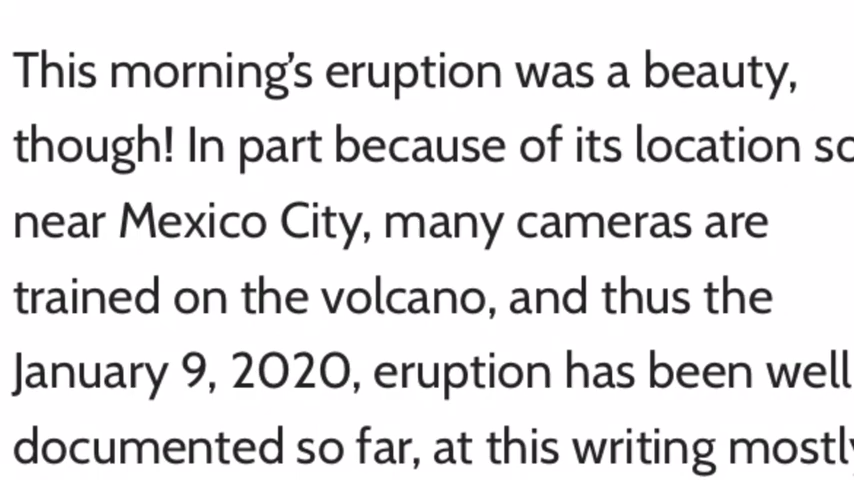 This morning’s eruption was a beauty,
though! In part because of its location so
near Mexico City, many cameras are
trained on the volcano, and thus the
January 9, 2020, eruption has been well
documented so far, at this writing mostly